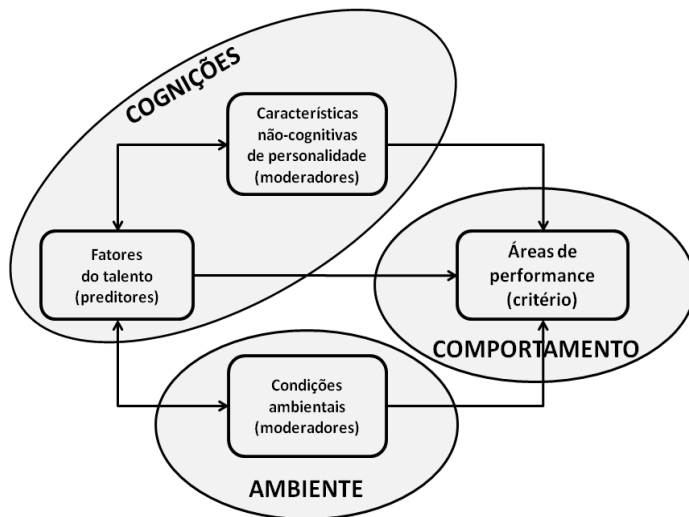 COGNIÇÕES
Características
não-cognitivas
de personalidade
(moderadores)
Fatores
do talento
(preditores)
Áreas de
performance
(critério)
COMPORTAMENTO
Condições
ambientais
(moderadores)
AMBIENTE